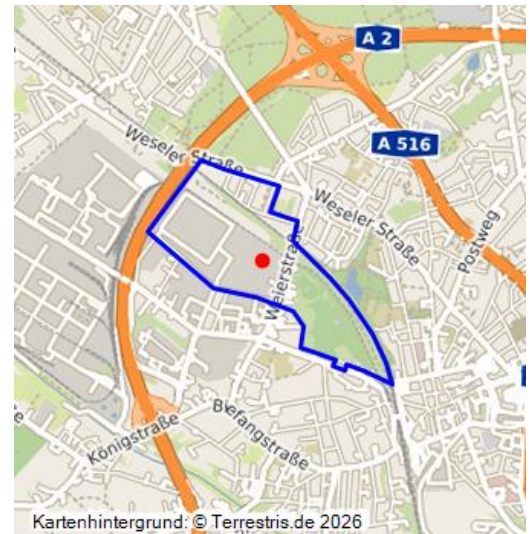 A 2
A 516
Weseler Straße
Weseler Straße
Postweg
Weierstraße
Befangstraße
Königstraße
Kartenhintergrund: © Terrestris.de 2026